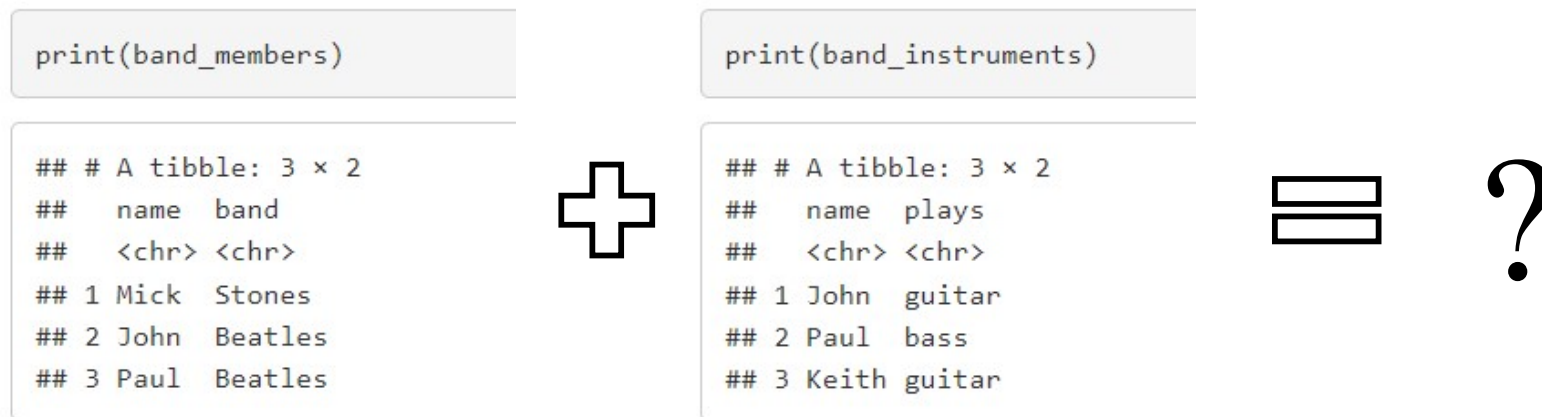 print(band_members)
## # A tibble: 3 × 2
##   name  band
##   <chr> <chr>
## 1 Mick  Stones
## 2 John  Beatles
## 3 Paul  Beatles
print(band_instruments)
## # A tibble: 3 × 2
##   name  plays
##   <chr> <chr>
## 1 John  guitar
## 2 Paul  bass
## 3 Keith guitar
= ?